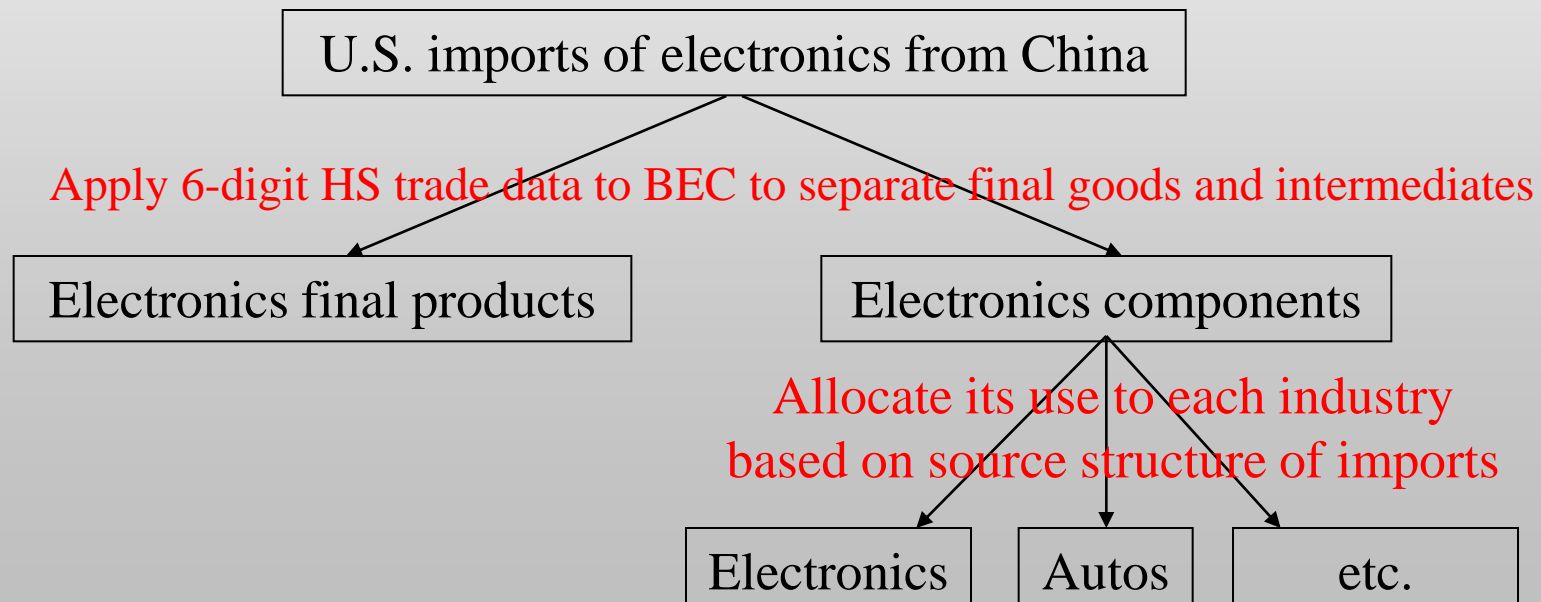 U.S. imports of electronics from China
Apply 6-digit HS trade data to BEC to separate final goods and intermediates
Electronics final products
Electronics components
Allocate its use to each industry
based on source structure of imports
Electronics
Autos
etc.